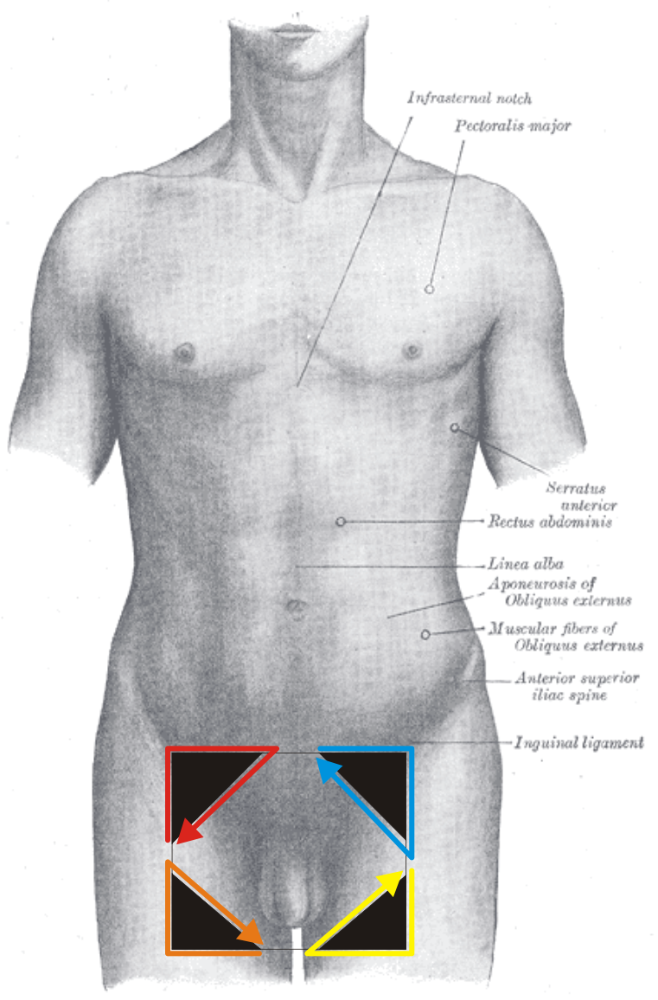 Infrasternal notch
Pectoralis major
Serratus
anterior
Rectus abdominis
Linea alba
Aponeurosis of
Obliquus externus
Muscular fibers of
Obliquus externus
Anterior superior
iliac spine
Inguinal ligament